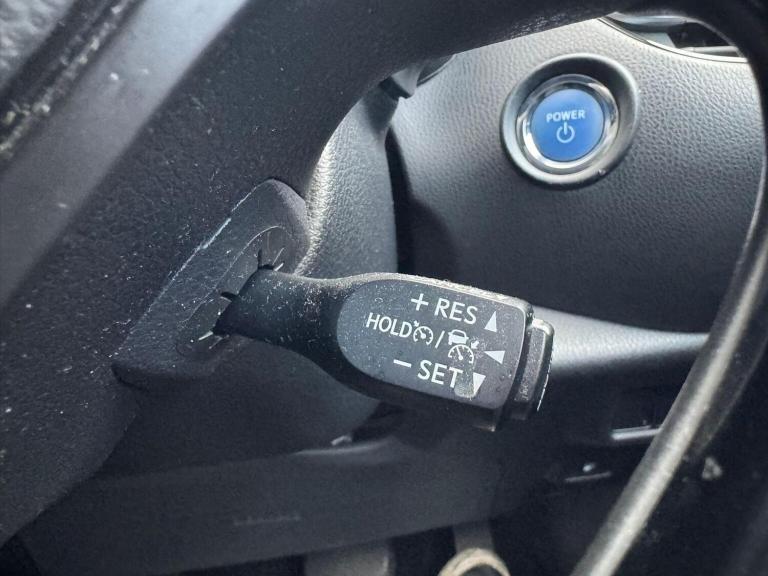 POWER
+ RES
HOLD /
− SET